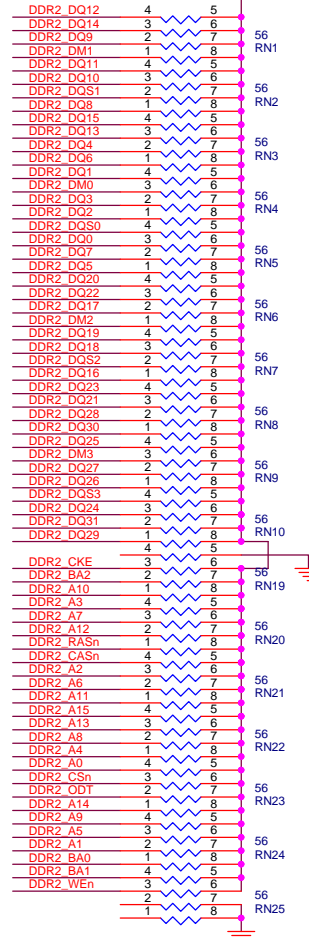 DDR2_DQ12 4 5
DDR2_DQ14 3 6
DDR2_DQ9 2 7 56
DDR2_DM1 1 8 RN1
DDR2_DQ11 4 5
DDR2_DQ10 3 6
DDR2_DQS1 2 7 56
DDR2_DQ8 1 8 RN2
DDR2_DQ15 4 5
DDR2_DQ13 3 6
DDR2_DQ4 2 7 56
DDR2_DQ6 1 8 RN3
DDR2_DQ1 4 5
DDR2_DM0 3 6
DDR2_DQ3 2 7 56
DDR2_DQ2 1 8 RN4
DDR2_DQS0 4 5
DDR2_DQ0 3 6
DDR2_DQ7 2 7 56
DDR2_DQ5 1 8 RN5
DDR2_DQ20 4 5
DDR2_DQ22 3 6
DDR2_DQ17 2 7 56
DDR2_DM2 1 8 RN6
DDR2_DQ19 4 5
DDR2_DQ18 3 6
DDR2_DQS2 2 7 56
DDR2_DQ16 1 8 RN7
DDR2_DQ23 4 5
DDR2_DQ21 3 6
DDR2_DQ28 2 7 56
DDR2_DQ30 1 8 RN8
DDR2_DQ25 4 5
DDR2_DM3 3 6
DDR2_DQ27 2 7 56
DDR2_DQ26 1 8 RN9
DDR2_DQS3 4 5
DDR2_DQ24 3 6
DDR2_DQ31 2 7 56
DDR2_DQ29 1 8 RN10
4 5
DDR2_CKE 3 6
DDR2_BA2 2 7 56
DDR2_A10 1 8 RN19
DDR2_A3 4 5
DDR2_A7 3 6
DDR2_A12 2 7 56
DDR2_RASn 1 8 RN20
DDR2_CASn 4 5
DDR2_A2 3 6
DDR2_A6 2 7 56
DDR2_A11 1 8 RN21
DDR2_A15 4 5
DDR2_A13 3 6
DDR2_A8 2 7 56
DDR2_A4 1 8 RN22
DDR2_A0 4 5
DDR2_CSn 3 6
DDR2_ODT 2 7 56
DDR2_A14 1 8 RN23
DDR2_A9 4 5
DDR2_A5 3 6
DDR2_A1 2 7 56
DDR2_BA0 1 8 RN24
DDR2_BA1 4 5
DDR2_WEn 3 6
2 7 56
1 8 RN25